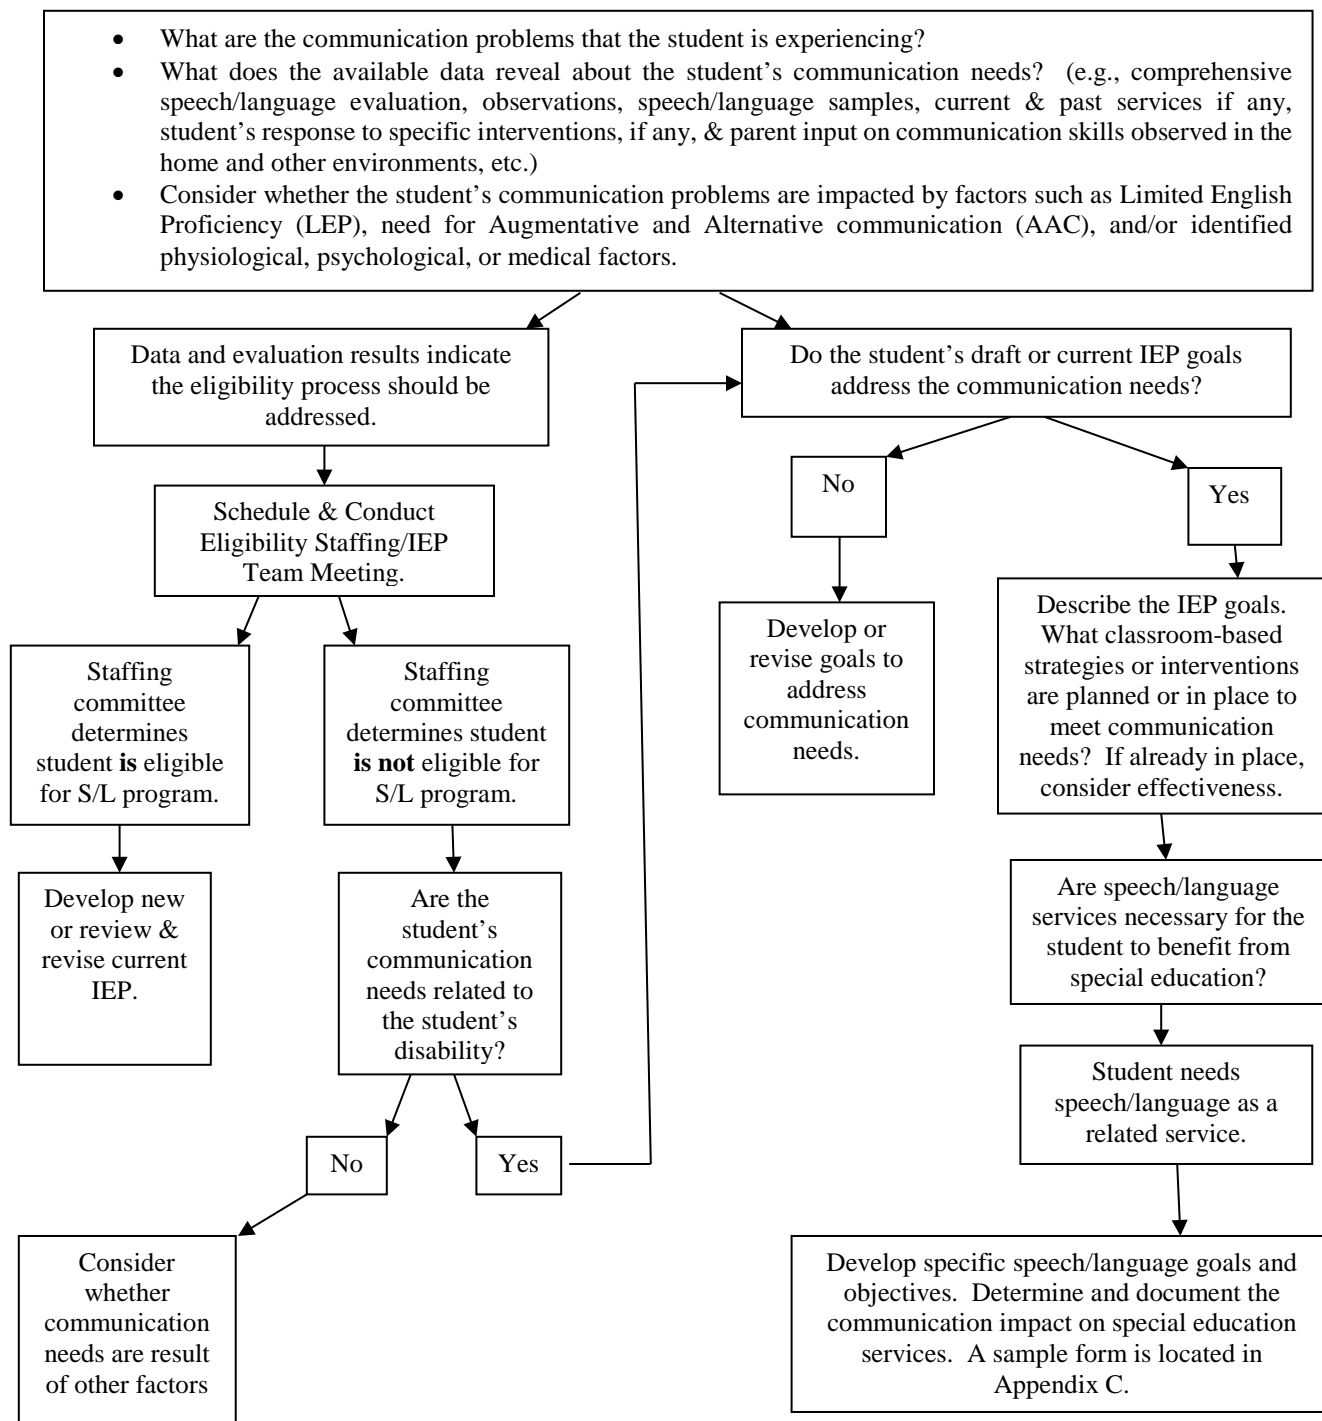 • What are the communication problems that the student is experiencing?
• What does the available data reveal about the student’s communication needs? (e.g., comprehensive
speech/language evaluation, observations, speech/language samples, current & past services if any,
student’s response to specific interventions, if any, & parent input on communication skills observed in the
home and other environments, etc.)
• Consider whether the student’s communication problems are impacted by factors such as Limited English
Proficiency (LEP), need for Augmentative and Alternative communication (AAC), and/or identified
physiological, psychological, or medical factors.
Data and evaluation results indicate
the eligibility process should be
addressed.
Schedule & Conduct
Eligibility Staffing/IEP
Team Meeting.
Staffing
committee
determines
student is eligible
for S/L program.
Develop new
or review &
revise current
IEP.
Staffing
committee
determines student
is not eligible for
S/L program.
Are the
student’s
communication
needs related to
the student’s
disability?
No
Yes
Consider
whether
communication
needs are result
of other factors
Do the student’s draft or current IEP goals
address the communication needs?
No
Develop or
revise goals to
address
communication
needs.
Yes
Describe the IEP goals.
What classroom-based
strategies or interventions
are planned or in place to
meet communication
needs? If already in place,
consider effectiveness.
Are speech/language
services necessary for the
student to benefit from
special education?
Student needs
speech/language as a
related service.
Develop specific speech/language goals and
objectives. Determine and document the
communication impact on special education
services. A sample form is located in
Appendix C.